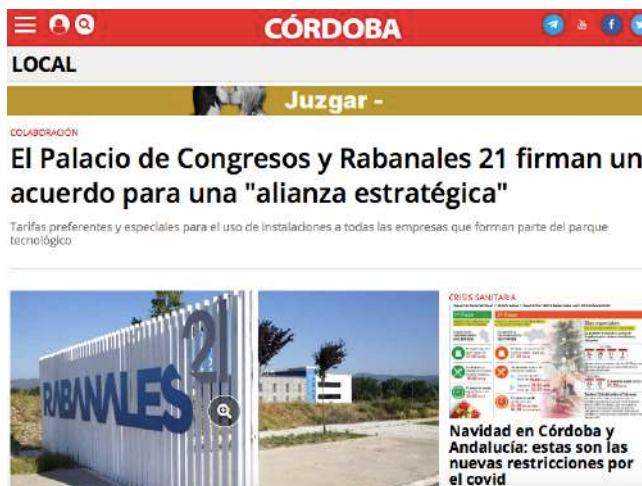 CÓRDOBA
LOCAL
Juzgar -
COLABORACIÓN
El Palacio de Congresos y Rabanales 21 firman un
acuerdo para una "alianza estratégica"
Tarifas preferentes y especiales para el uso de instalaciones a todas las empresas que forman parte del parque
tecnológico
RABANALES 21
CRISIS SANITARIA
Navidad en Córdoba y
Andalucía: estas son las
nuevas restricciones por
el covid